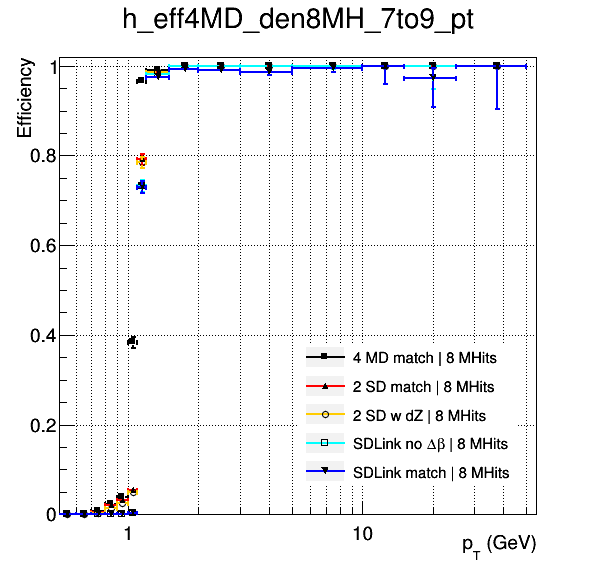 h_eff4MD_den8MH_7to9_pt
Efficiency
1
0.8
0.6
0.4
0.2
0
4 MD match | 8 MHits
2 SD match | 8 MHits
2 SD w dZ | 8 MHits
SDLink no Δβ | 8 MHits
SDLink match | 8 MHits
1
10
p_T (GeV)